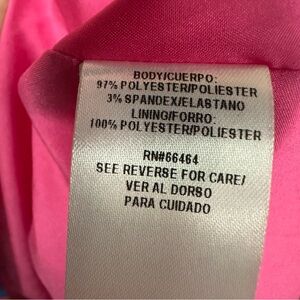 BODY/CUERPO:
97% POLYESTER/POLIESTER
3% SPANDEX/ELASTANO
LINING/FORRO:
100% POLYESTER/POLIESTER
RN#66464
SEE REVERSE FOR CARE/
VER AL DORSO
PARA CUIDADO